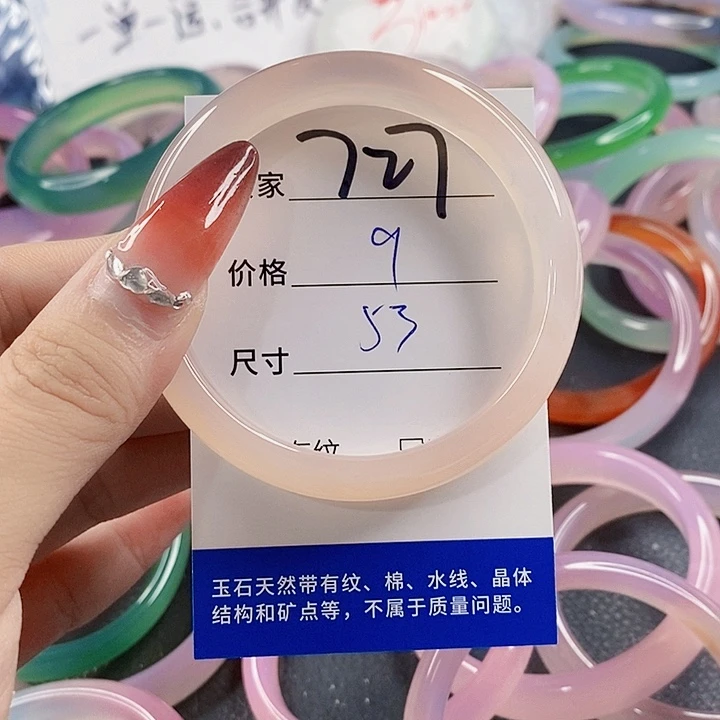 家 727
价格 9
尺寸 53
玉石天然带有纹、棉、水线、晶体
结构和矿点等，不属于质量问题。